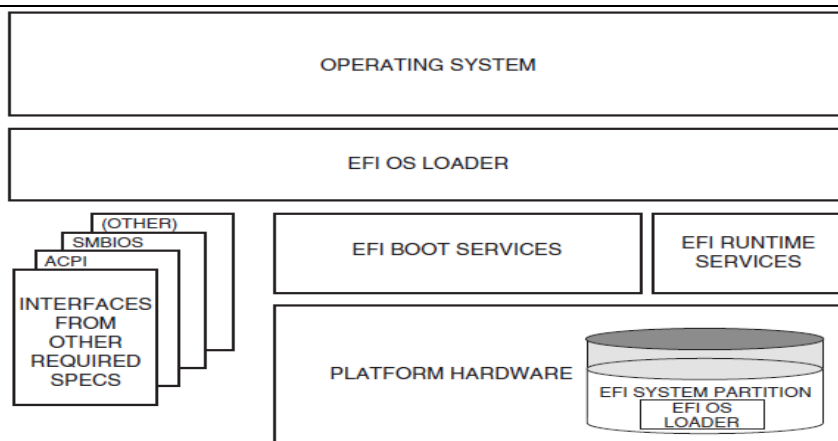 OPERATING SYSTEM
EFI OS LOADER
(OTHER)
SMBIOS
ACPI
INTERFACES
FROM
OTHER
REQUIRED
SPECS
EFI BOOT SERVICES
EFI RUNTIME
SERVICES
PLATFORM HARDWARE
EFI SYSTEM PARTITION
EFI OS
LOADER